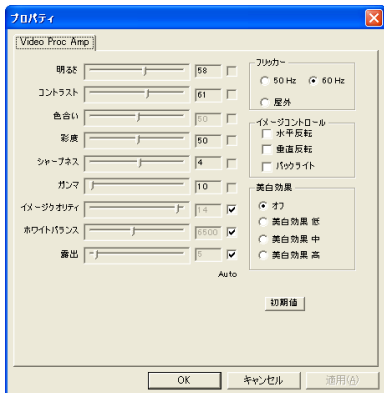 プロパティ
Video Proc Amp
明るさ 58
コントラスト 61
色合い 50
彩度 50
シャープネス 4
ガンマ 10
イメージクオリティ 14
ホワイトバランス 6500
露出 5
Auto
フリッカー
50 Hz 60 Hz
屋外
イメージコントロール
水平反転
垂直反転
バックライト
美白効果
オフ
美白効果 低
美白効果 中
美白効果 高
初期値
OK キャンセル 適用(A)